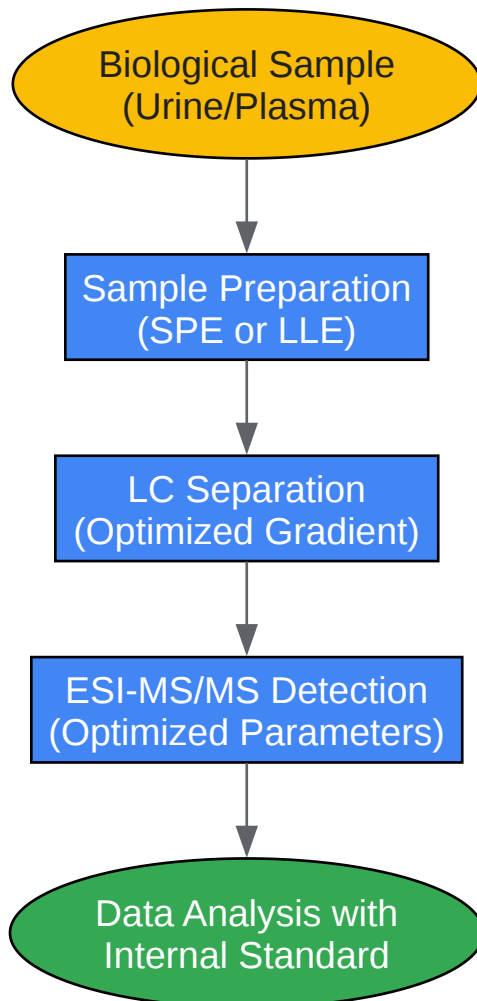 Biological Sample
(Urine/Plasma)
Sample Preparation
(SPE or LLE)
LC Separation
(Optimized Gradient)
ESI-MS/MS Detection
(Optimized Parameters)
Data Analysis with
Internal Standard